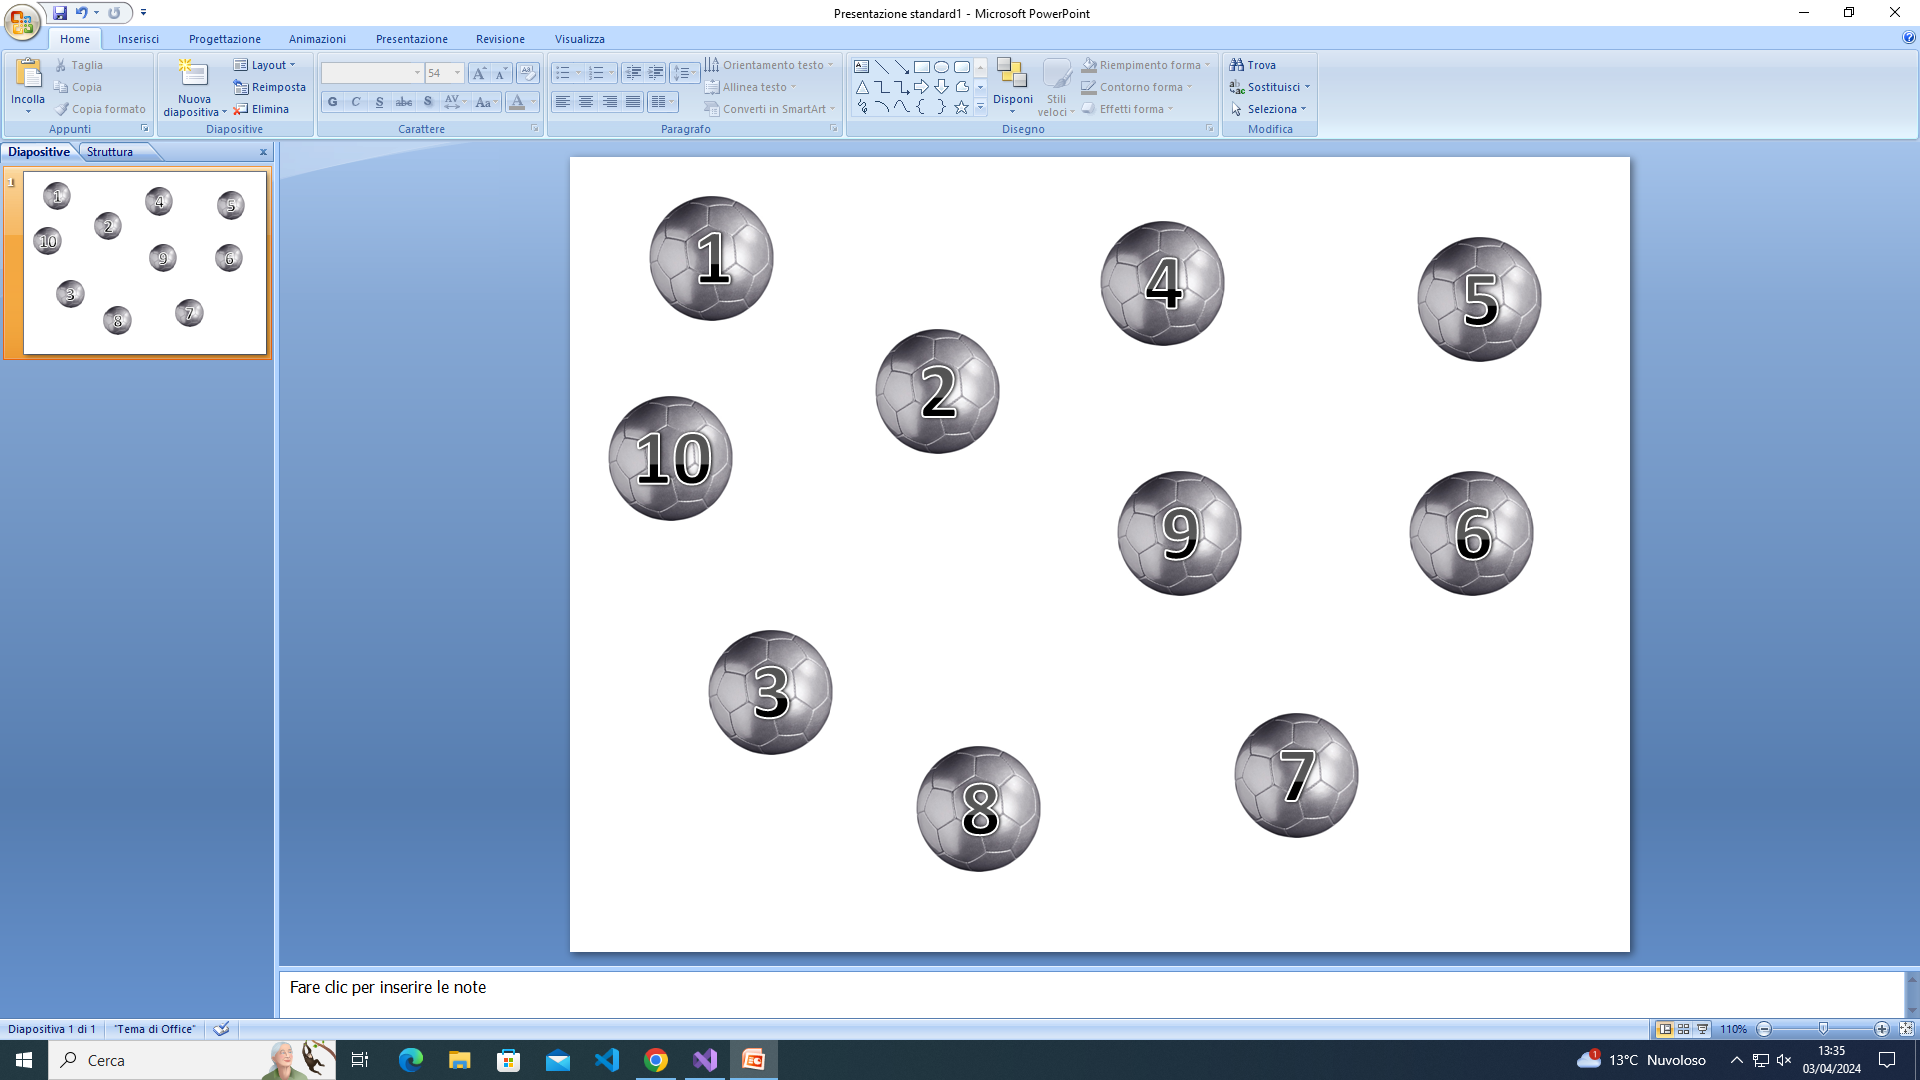 Presentazione standard1 - Microsoft PowerPoint
Home Inserisci Progettazione Animazioni Presentazione Revisione Visualizza
Incolla
Taglia
Copia
Copia formato
Appunti
Nuova diapositiva
Layout
Reimposta
Elimina
Diapositive
54
G C S abc S AV Aa A
Carattere
Orientamento testo
Allinea testo
Converti in SmartArt
Paragrafo
Disponi
Stili veloci
Riempimento forma
Contorno forma
Effetti forma
Disegno
Trova
Sostituisci
Seleziona
Modifica
Diapositive Struttura x
1
1 4 5
2
10
9 6
3
8 7
1
4
5
2
10
9
6
3
7
8
Fare clic per inserire le note
Diapositiva 1 di 1 "Tema di Office" 110%
Cerca
1 13°C Nuvoloso
13:35
03/04/2024